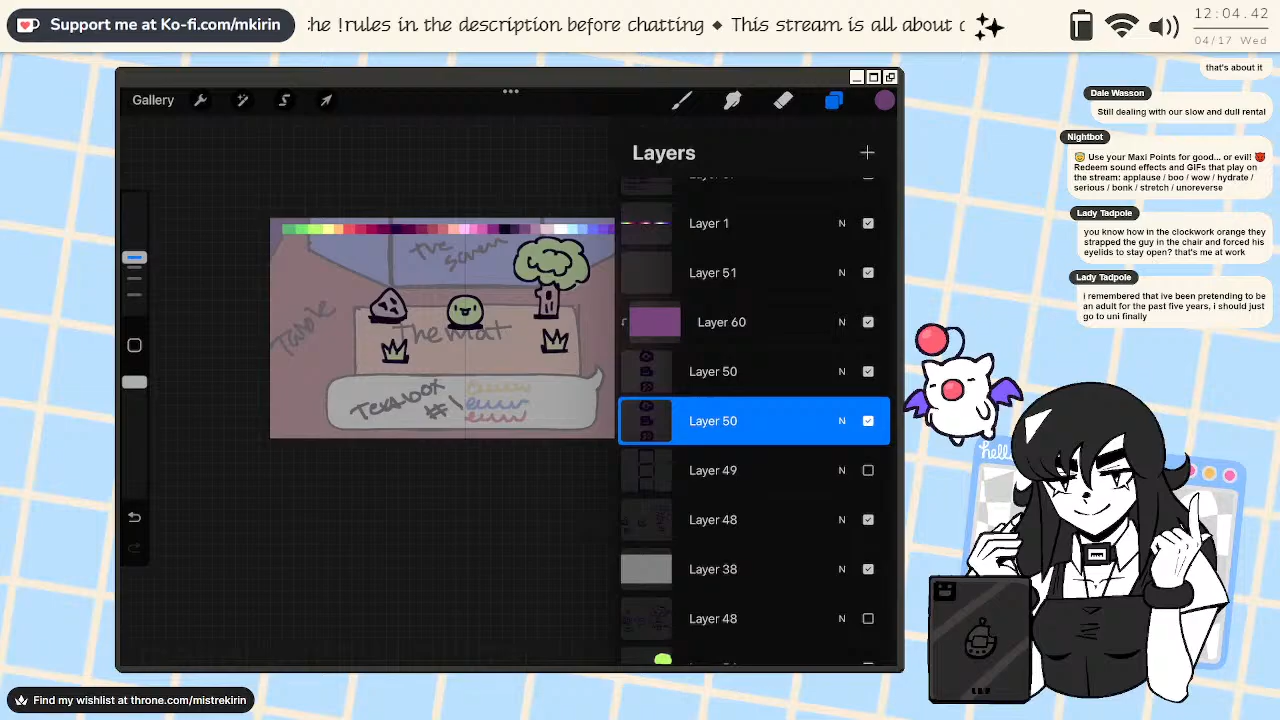 Support me at Ko-fi.com/mkirin
the !rules in the description before chatting ◆ This stream is all about
12:04.42
04/17 Wed
that's about it
Dale Wasson
Still dealing with our slow and dull rental
Nightbot
😇 Use your Maxi Points for good... or evil! 😈
Redeem sound effects and GIFs that play on
the stream: applause / boo / wow / hydrate /
serious / bonk / stretch / unoreverse
Lady Tadpole
you know how in the clockwork orange they
strapped the guy in the chair and forced his
eyelids to stay open? that's me at work
Lady Tadpole
i remembered that ive been pretending to
be an adult for the past five years, i should just
go to uni finally
Gallery
Layers
Layer 1 N
Layer 51 N
Layer 60 N
Layer 50 N
Layer 50 N
Layer 49 N
Layer 48 N
Layer 38 N
Layer 48 N
the screen
Table
The mat
Textbox
#1
hello
Find my wishlist at throne.com/mistrekirin